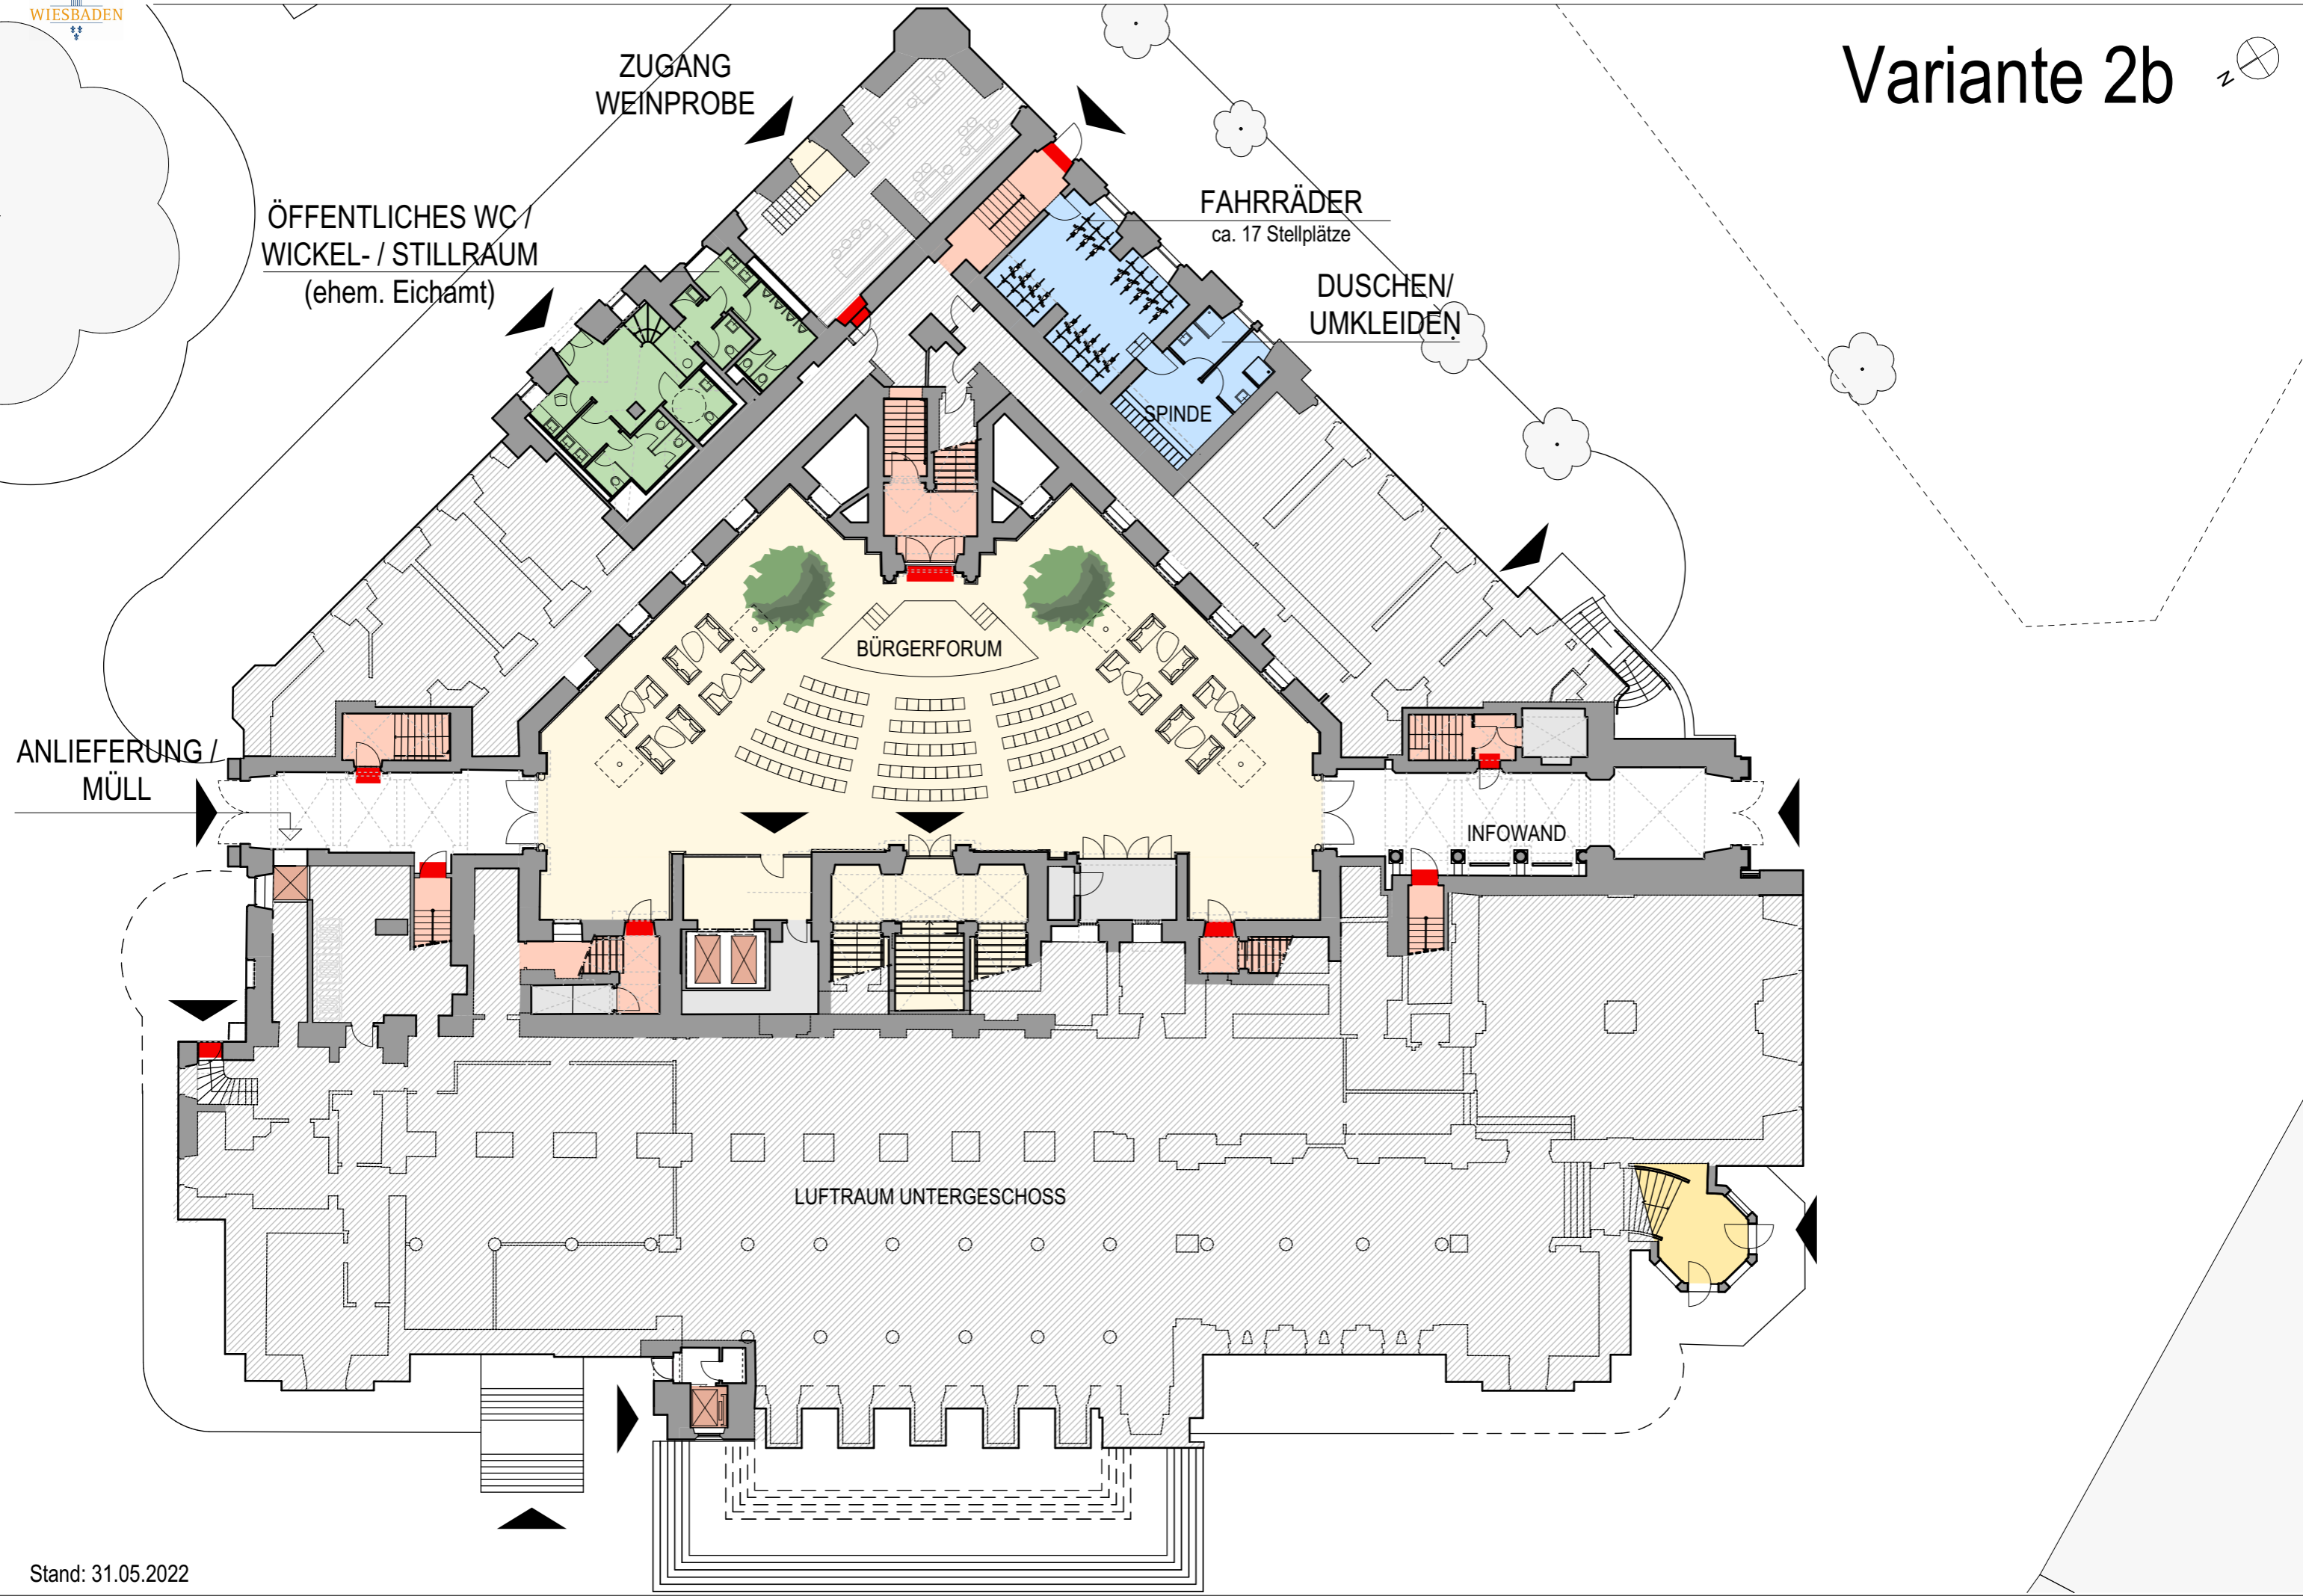 WIESBADEN
Variante 2b
N
ZUGANG
WEINPROBE
ÖFFENTLICHES WC /
WICKEL- / STILLRAUM
(ehem. Eichamt)
FAHRRÄDER
ca. 17 Stellplätze
DUSCHEN/
UMKLEIDEN
SPINDE
BÜRGERFORUM
ANLIEFERUNG /
MÜLL
INFOWAND
LUFTRAUM UNTERGESCHOSS
Stand: 31.05.2022